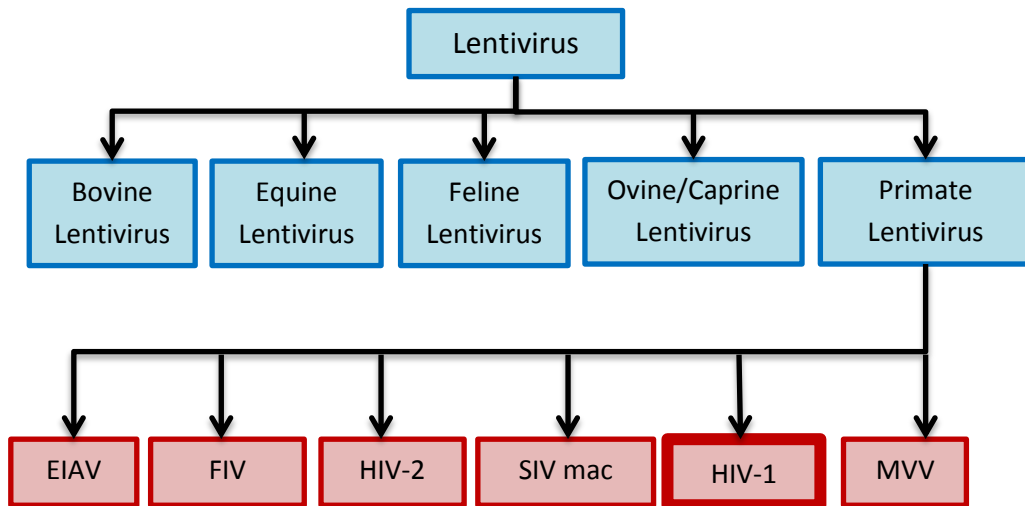 Lentivirus
Bovine
Lentivirus
Equine
Lentivirus
Feline
Lentivirus
Ovine/Caprine
Lentivirus
Primate
Lentivirus
EIAV
FIV
HIV-2
SIV mac
HIV-1
MVV